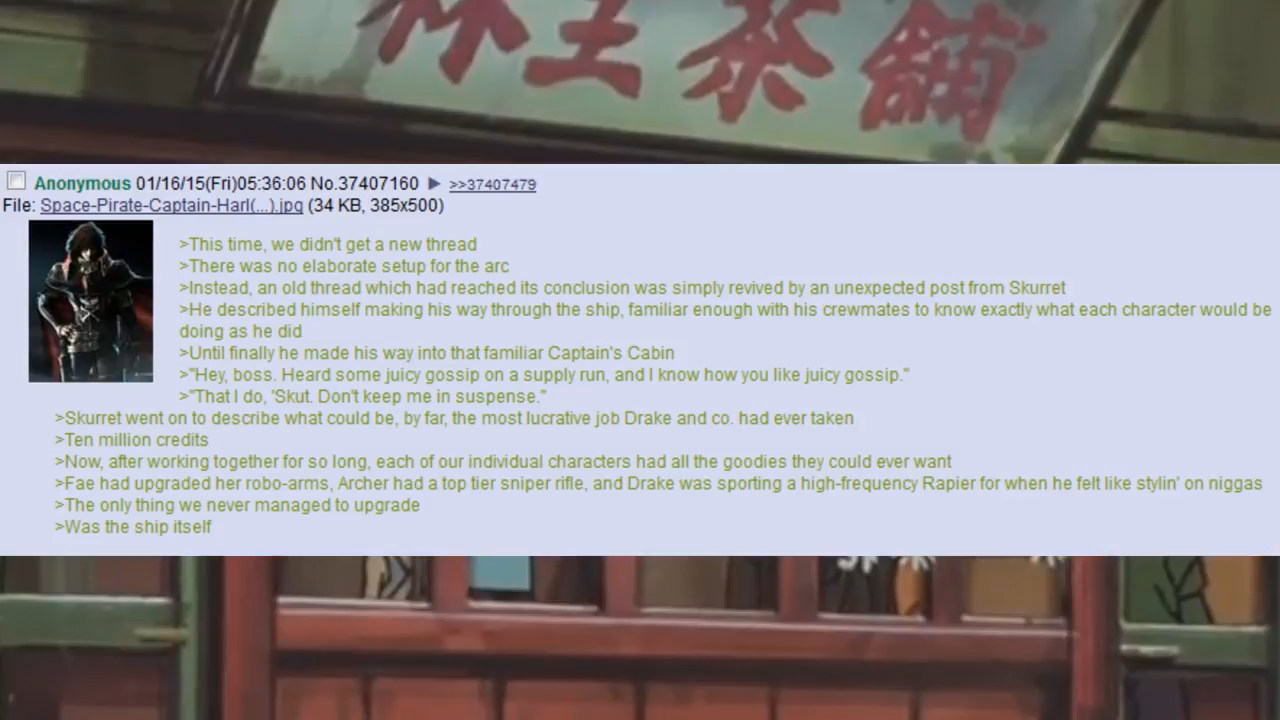 林王茶舖
Anonymous 01/16/15(Fri)05:36:06 No.37407160 ▶ >>37407479
File: Space-Pirate-Captain-Harl(...).jpg (34 KB, 385x500)
>This time, we didn't get a new thread
>There was no elaborate setup for the arc
>Instead, an old thread which had reached its conclusion was simply revived by an unexpected post from Skurret
>He described himself making his way through the ship, familiar enough with his crewmates to know exactly what each character would be
doing as he did
>Until finally he made his way into that familiar Captain's Cabin
>"Hey, boss. Heard some juicy gossip on a supply run, and I know how you like juicy gossip."
>"That I do, 'Skut. Don't keep me in suspense."
>Skurret went on to describe what could be, by far, the most lucrative job Drake and co. had ever taken
>Ten million credits
>Now, after working together for so long, each of our individual characters had all the goodies they could ever want
>Fae had upgraded her robo-arms, Archer had a top tier sniper rifle, and Drake was sporting a high-frequency Rapier for when he felt like stylin' on niggas
>The only thing we never managed to upgrade
>Was the ship itself